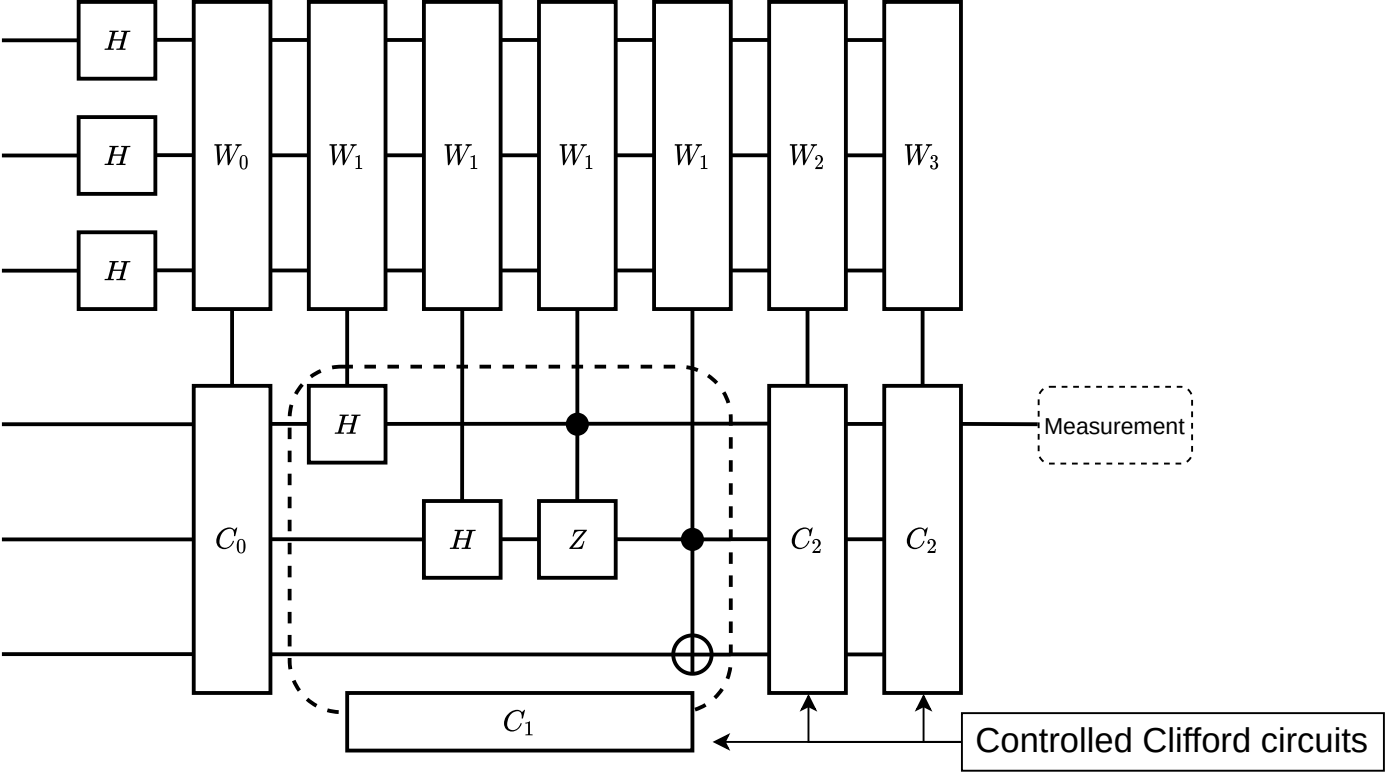 H
H
H
W₀ W₁ W₁ W₁ W₁ W₂ W₃
H
Measurement
C₀ H Z C₂ C₂
C₁
Controlled Clifford circuits